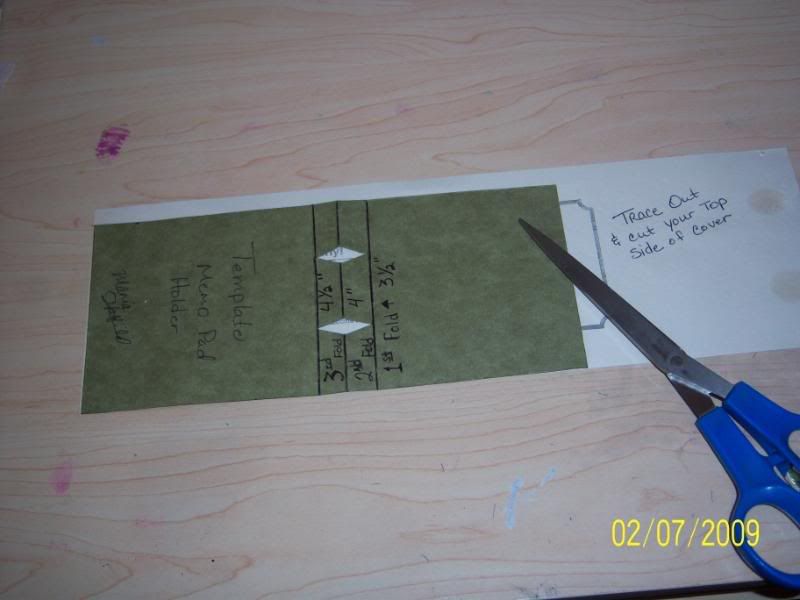 Template
Memo Pad
Holder
3rd Fold 4½"
2nd Fold 4"
1st Fold 3½"
Trace Out
& cut your Top
side of cover
02/07/2009